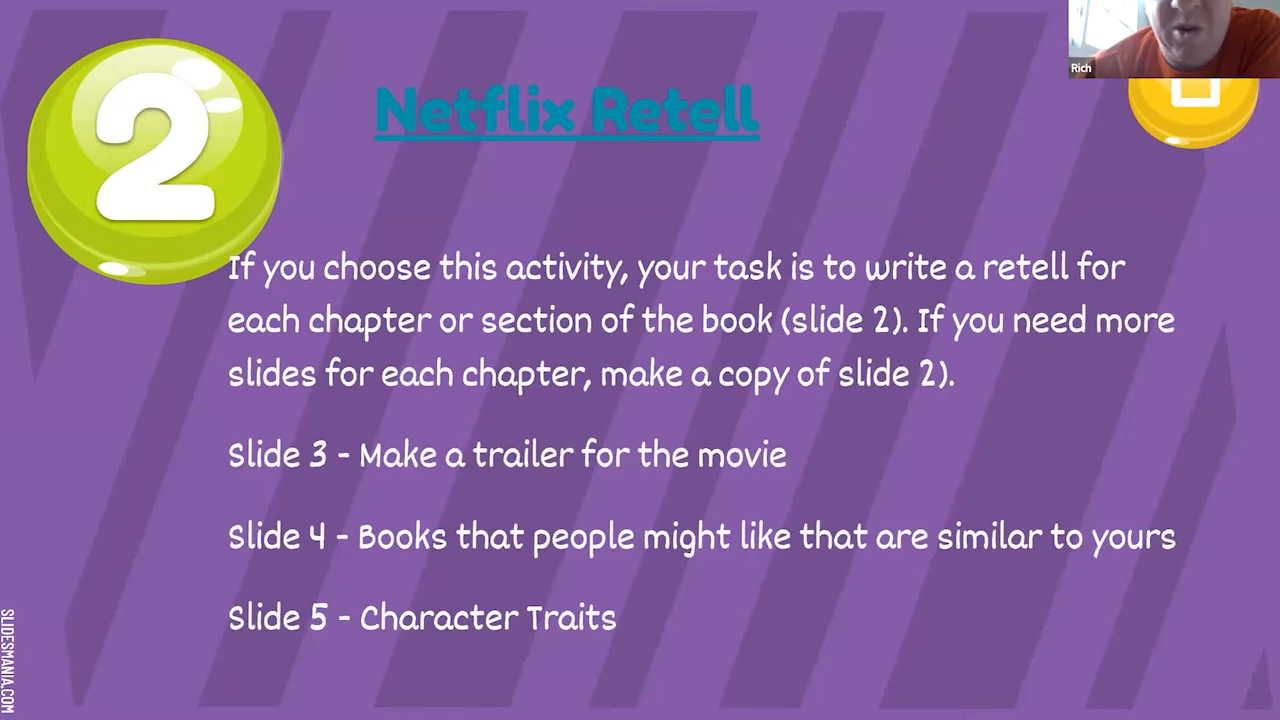 2
Netflix Retell
Rich
If you choose this activity, your task is to write a retell for
each chapter or section of the book (slide 2). If you need more
slides for each chapter, make a copy of slide 2).
Slide 3 - Make a trailer for the movie
Slide 4 - Books that people might like that are similar to yours
Slide 5 - Character Traits
SLIDESMANIA.COM